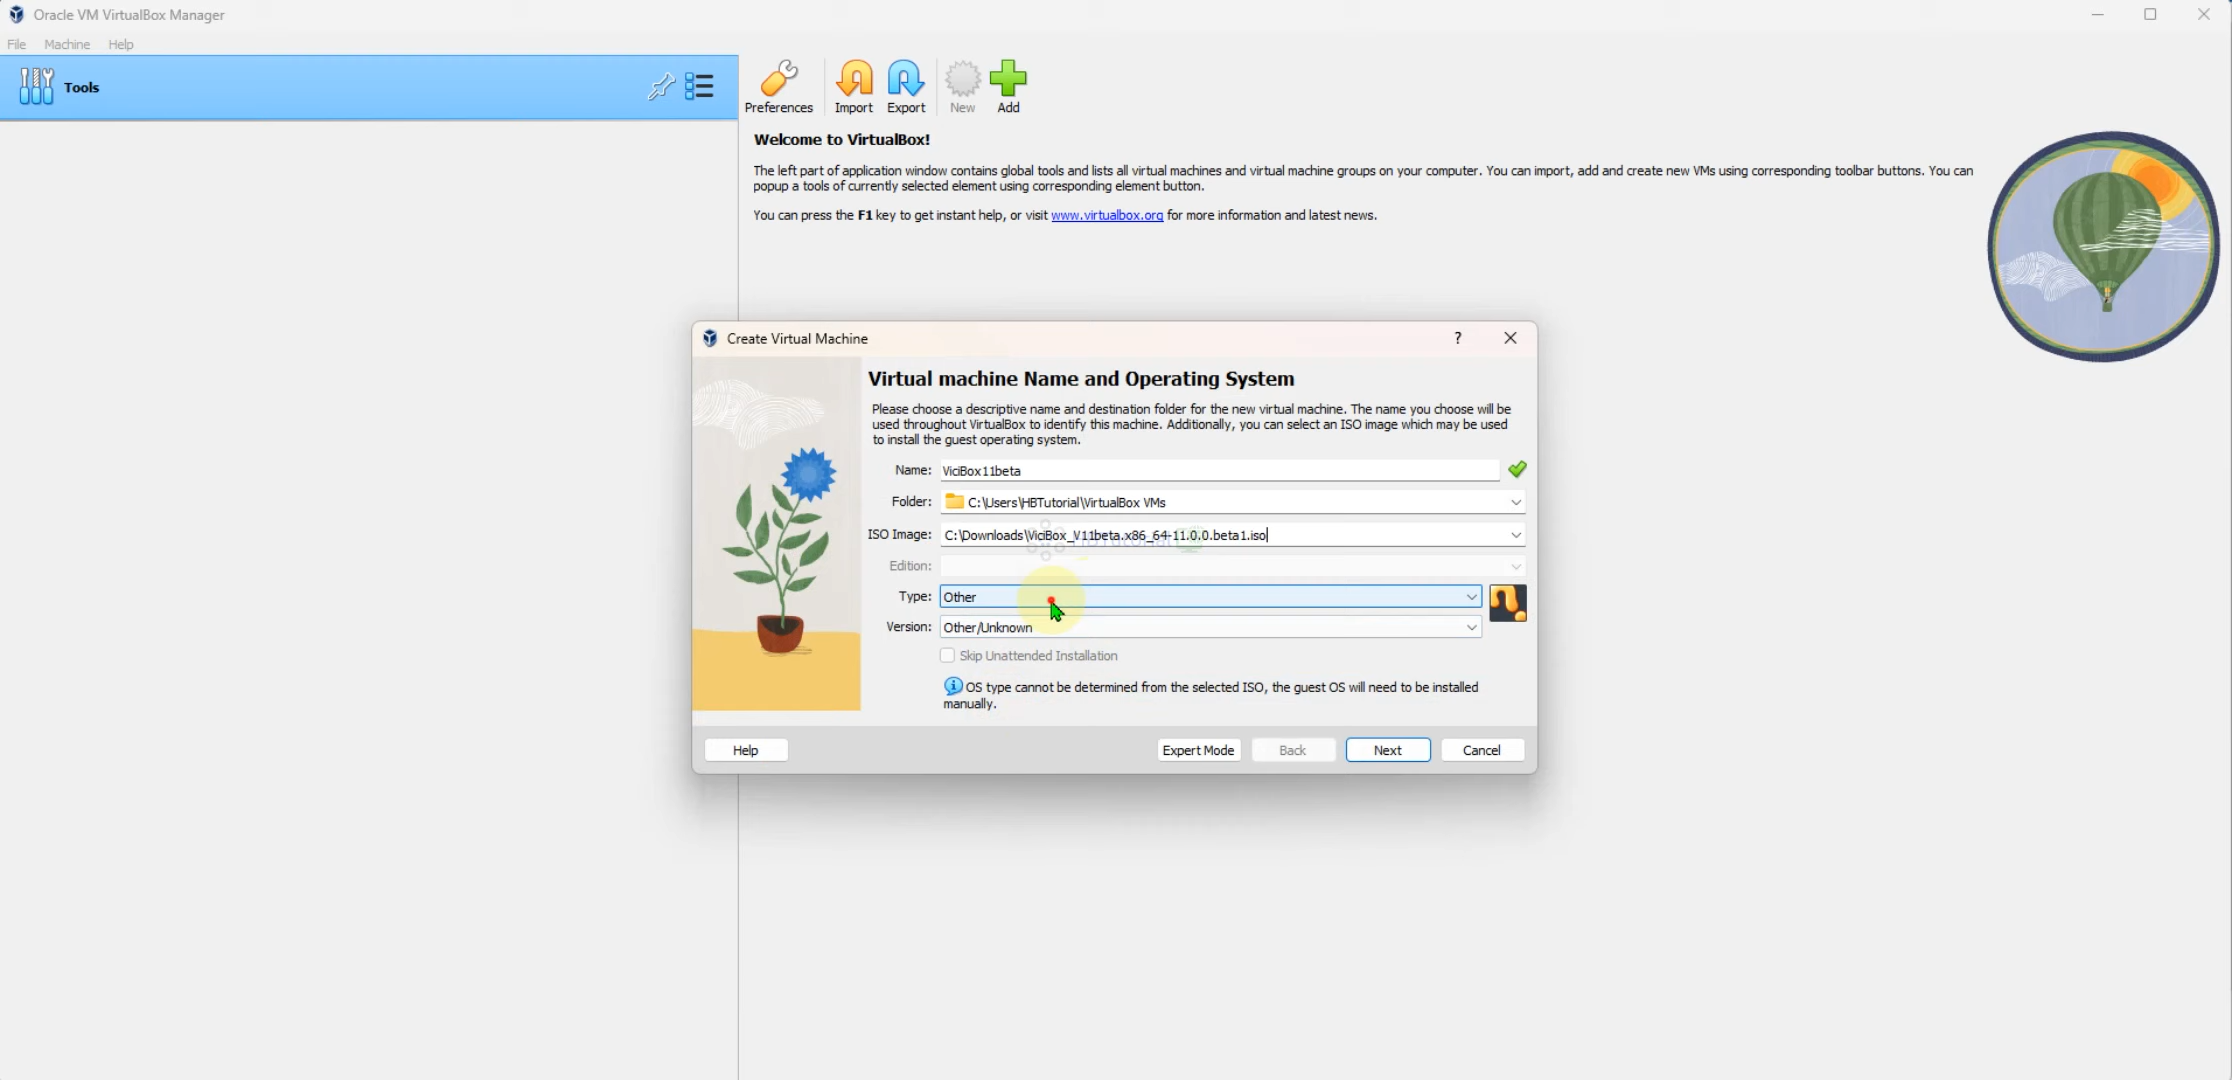 Oracle VM VirtualBox Manager
File Machine Help
Tools
Preferences Import Export New Add
Welcome to VirtualBox!
The left part of application window contains global tools and lists all virtual machines and virtual machine groups on your computer. You can import, add and create new VMs using corresponding toolbar buttons. You can
popup a tools of currently selected element using corresponding element button.
You can press the F1 key to get instant help, or visit www.virtualbox.org for more information and latest news.
Create Virtual Machine
Virtual machine Name and Operating System
Please choose a descriptive name and destination folder for the new virtual machine. The name you choose will be
used throughout VirtualBox to identify this machine. Additionally, you can select an ISO image which may be used
to install the guest operating system.
Name: ViciBox11beta
Folder: C:\Users\HBTutorial\VirtualBox VMs
ISO Image: C:\Downloads\ViciBox_V11beta.x86_64-11.0.0.beta1.iso
Edition:
Type: Other
Version: Other/Unknown
Skip Unattended Installation
OS type cannot be determined from the selected ISO, the guest OS will need to be installed
manually.
Help Expert Mode Back Next Cancel